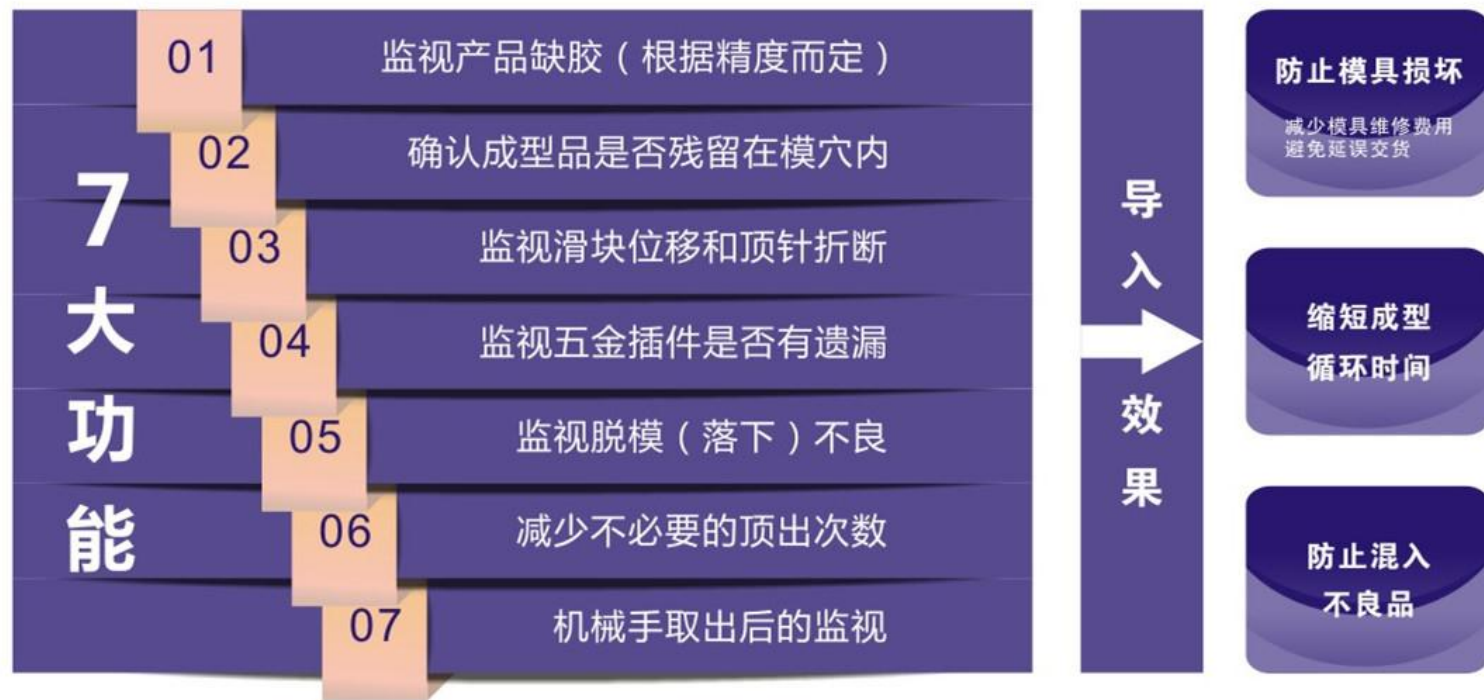 7大功能
01
监视产品缺胶（根据精度而定）
02
确认成型品是否残留在模穴内
03
监视滑块位移和顶针折断
04
监视五金插件是否有遗漏
05
监视脱模（落下）不良
06
减少不必要的顶出次数
07
机械手取出后的监视
导入效果
防止模具损坏
减少模具维修费用
避免延误交货
缩短成型
循环时间
防止混入
不良品